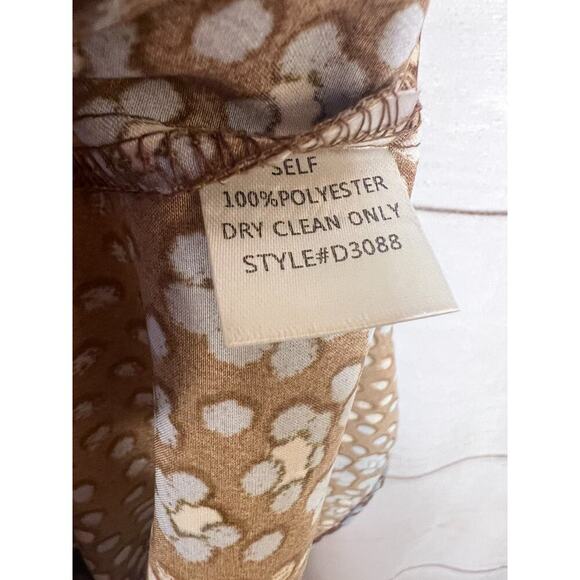 SELF
100%POLYESTER
DRY CLEAN ONLY
STYLE#D3088